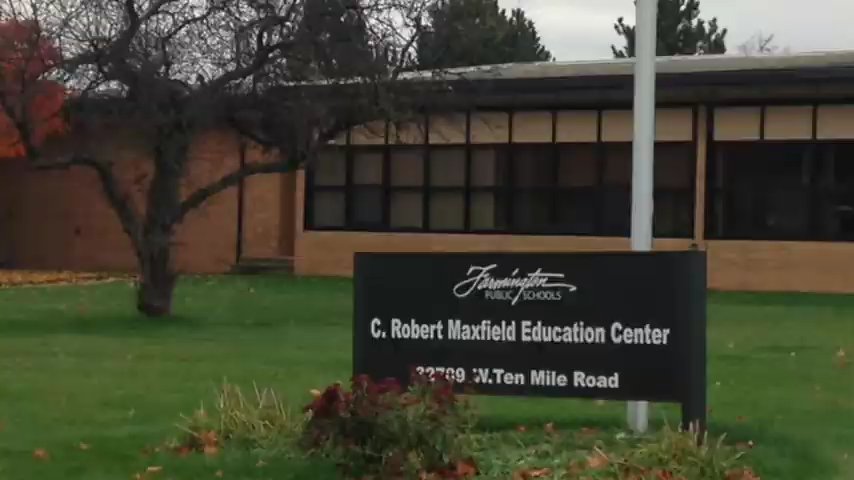 Farmington
PUBLIC SCHOOLS
C. Robert Maxfield Education Center
W. Ten Mile Road